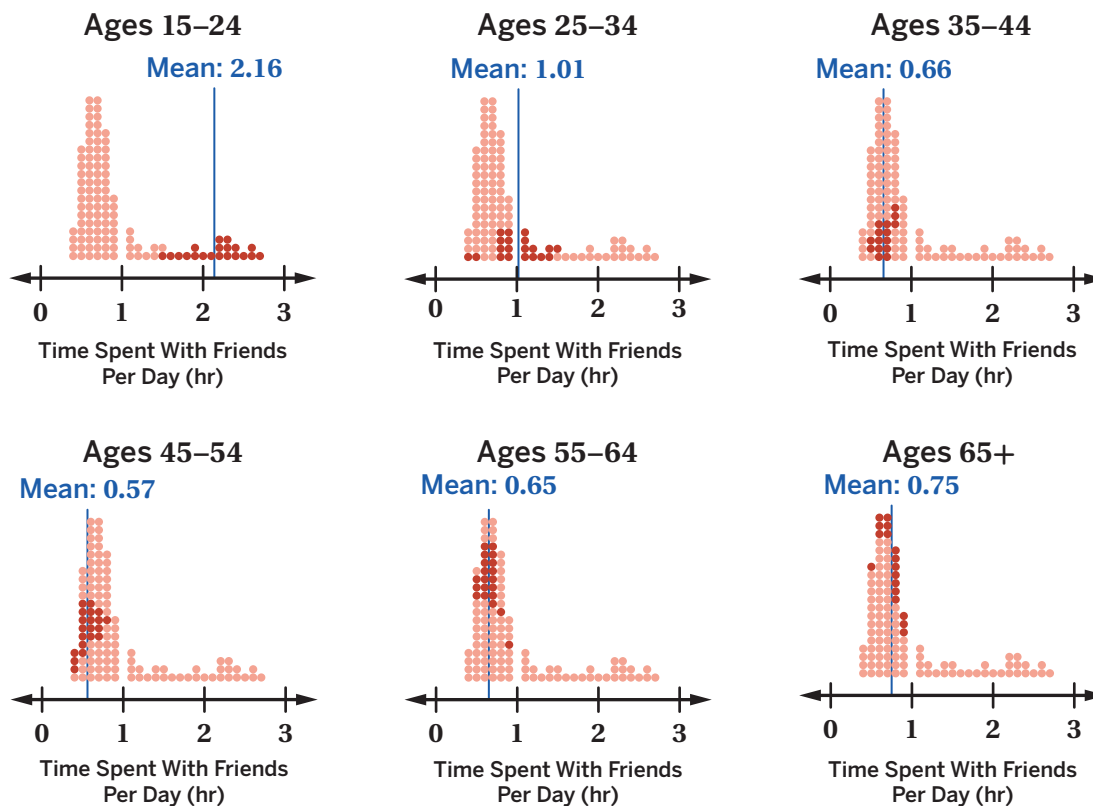 Ages 15–24
Mean: 2.16
0 1 2 3
Time Spent With Friends
Per Day (hr)
Ages 25–34
Mean: 1.01
0 1 2 3
Time Spent With Friends
Per Day (hr)
Ages 35–44
Mean: 0.66
0 1 2 3
Time Spent With Friends
Per Day (hr)
Ages 45–54
Mean: 0.57
0 1 2 3
Time Spent With Friends
Per Day (hr)
Ages 55–64
Mean: 0.65
0 1 2 3
Time Spent With Friends
Per Day (hr)
Ages 65+
Mean: 0.75
0 1 2 3
Time Spent With Friends
Per Day (hr)